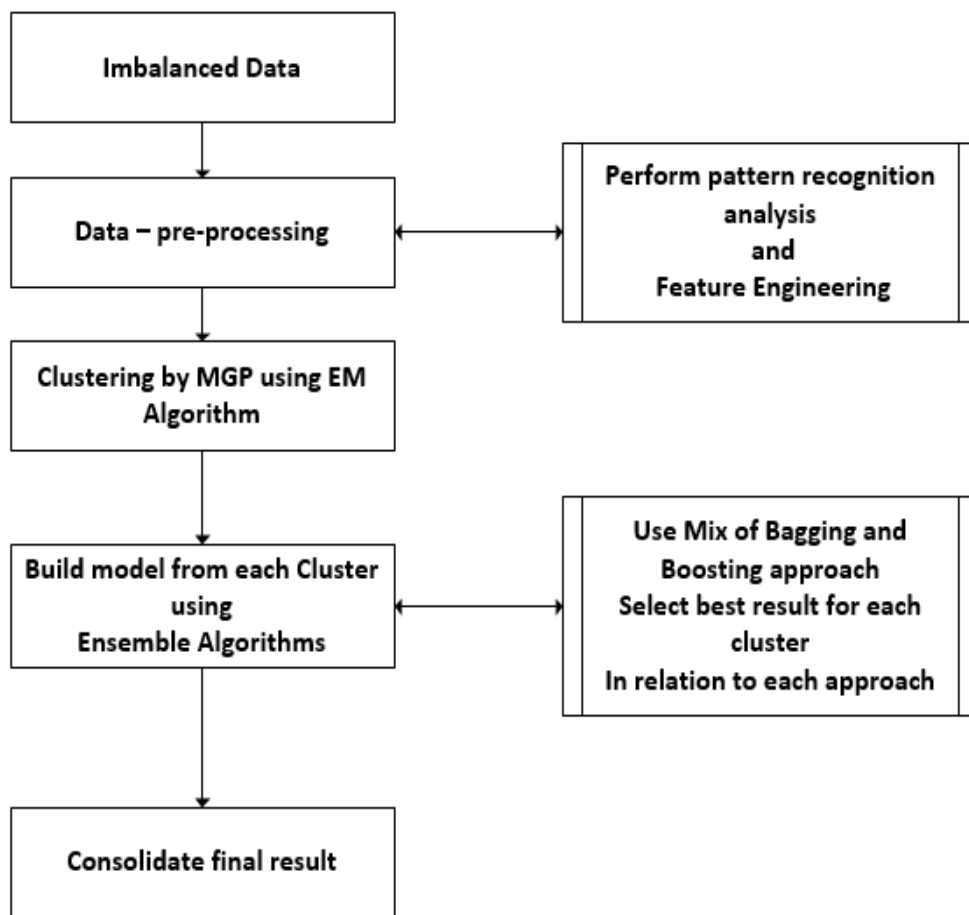 Imbalanced Data
Data – pre-processing
Perform pattern recognition
analysis
and
Feature Engineering
Clustering by MGP using EM
Algorithm
Build model from each Cluster
using
Ensemble Algorithms
Use Mix of Bagging and
Boosting approach
Select best result for each
cluster
In relation to each approach
Consolidate final result